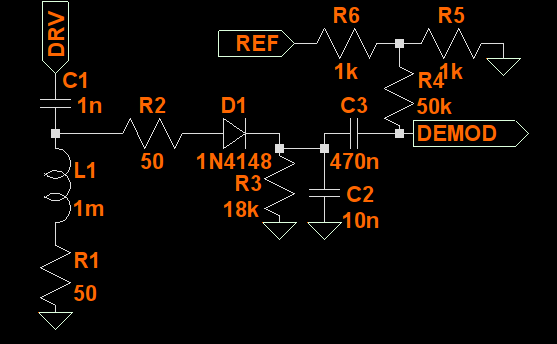 DRV
R6
R5
REF
1k
1k
C1
1n
R2
D1
C3
R4
50k
DEMOD
50
1N4148
470n
L1
1m
R3
18k
C2
10n
R1
50